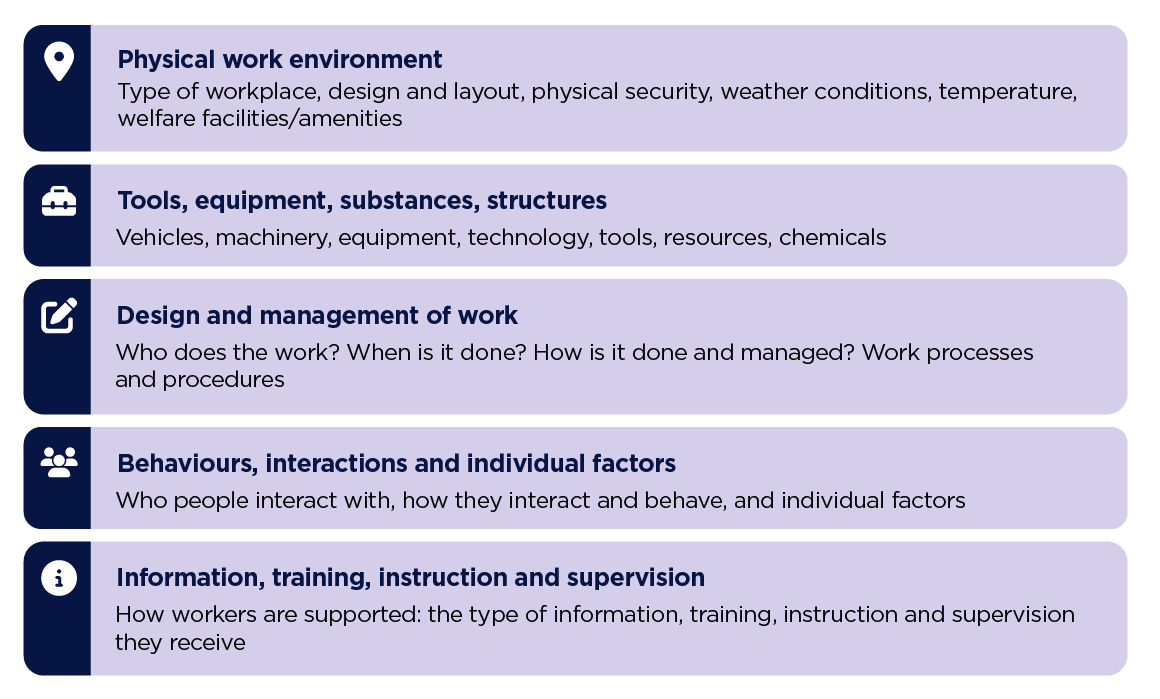 Physical work environment
Type of workplace, design and layout, physical security, weather conditions, temperature,
welfare facilities/amenities
Tools, equipment, substances, structures
Vehicles, machinery, equipment, technology, tools, resources, chemicals
Design and management of work
Who does the work? When is it done? How is it done and managed? Work processes
and procedures
Behaviours, interactions and individual factors
Who people interact with, how they interact and behave, and individual factors
Information, training, instruction and supervision
How workers are supported: the type of information, training, instruction and supervision
they receive